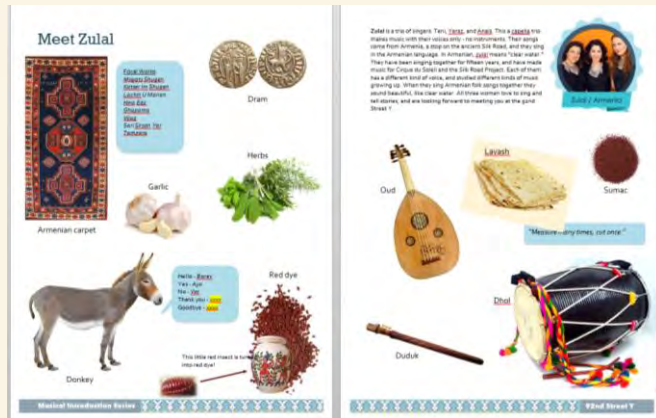 Meet Zulal
Dram
Garlic
Herbs
Armenian carpet
Hello - Barev
Yes - Ayo
No - Voc
Thank you -
Goodbye -
Red dye
This little red insect is turned
into red dye!
Donkey
Musical Introduction Series
Zulal is a trio of singers: Teni, Yeraz, and Anaïs. This a capella trio
makes music with their voices only - no instruments. Their songs
come from Armenia, a stop on the ancient Silk Road, and they sing
in the Armenian language. In Armenian, zulal means "clear water."
They have been singing together for fifteen years, and have made
music for Cirque du Soleil and the Silk Road Project. Each of them
has a different kind of voice, and studied different kinds of music
growing up. When they sing Armenian folk songs together they
sound beautiful, like clear water. All three women love to sing and
tell stories, and are looking forward to meeting you at the 92nd
Street Y.
Zulal / Armenia
Oud
Lavash
Sumac
"Measure many times, cut once."
Dhol
Duduk
92nd Street Y